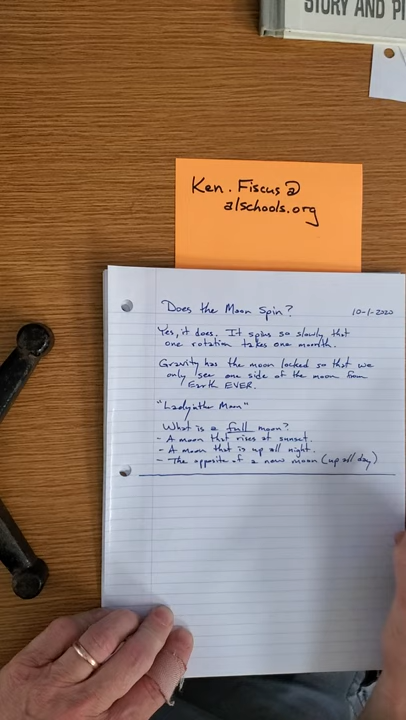 STORY AND PI
Ken.Fiscus@
alschools.org
Does the Moon Spin?
10-1-2020
Yes, it does. It spins so slowly that
one rotation takes one month.
Gravity has the moon locked so that we
only see one side of the moon from
Earth EVER.
"Lady in the Moon"
What is a full moon?
- A moon that rises at sunset.
- A moon that is up all night.
- The opposite of a new moon (up all day)